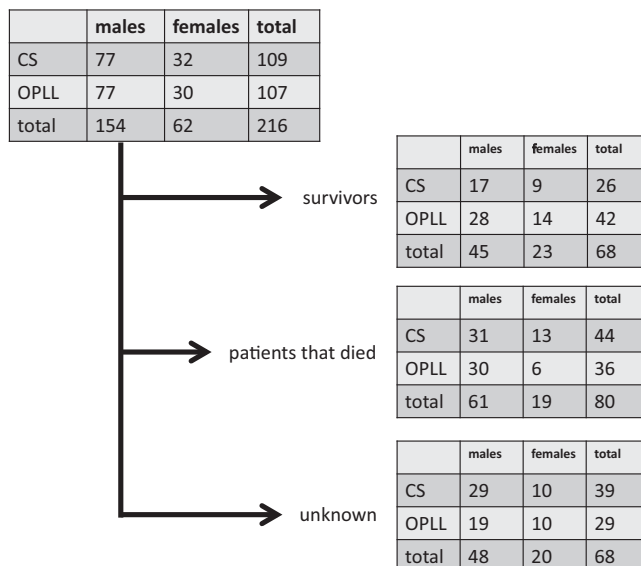 males females total
CS 77 32 109
OPLL 77 30 107
total 154 62 216
males females total
CS 17 9 26
survivors
OPLL 28 14 42
total 45 23 68
males females total
CS 31 13 44
patients that died
OPLL 30 6 36
total 61 19 80
males females total
CS 29 10 39
unknown
OPLL 19 10 29
total 48 20 68